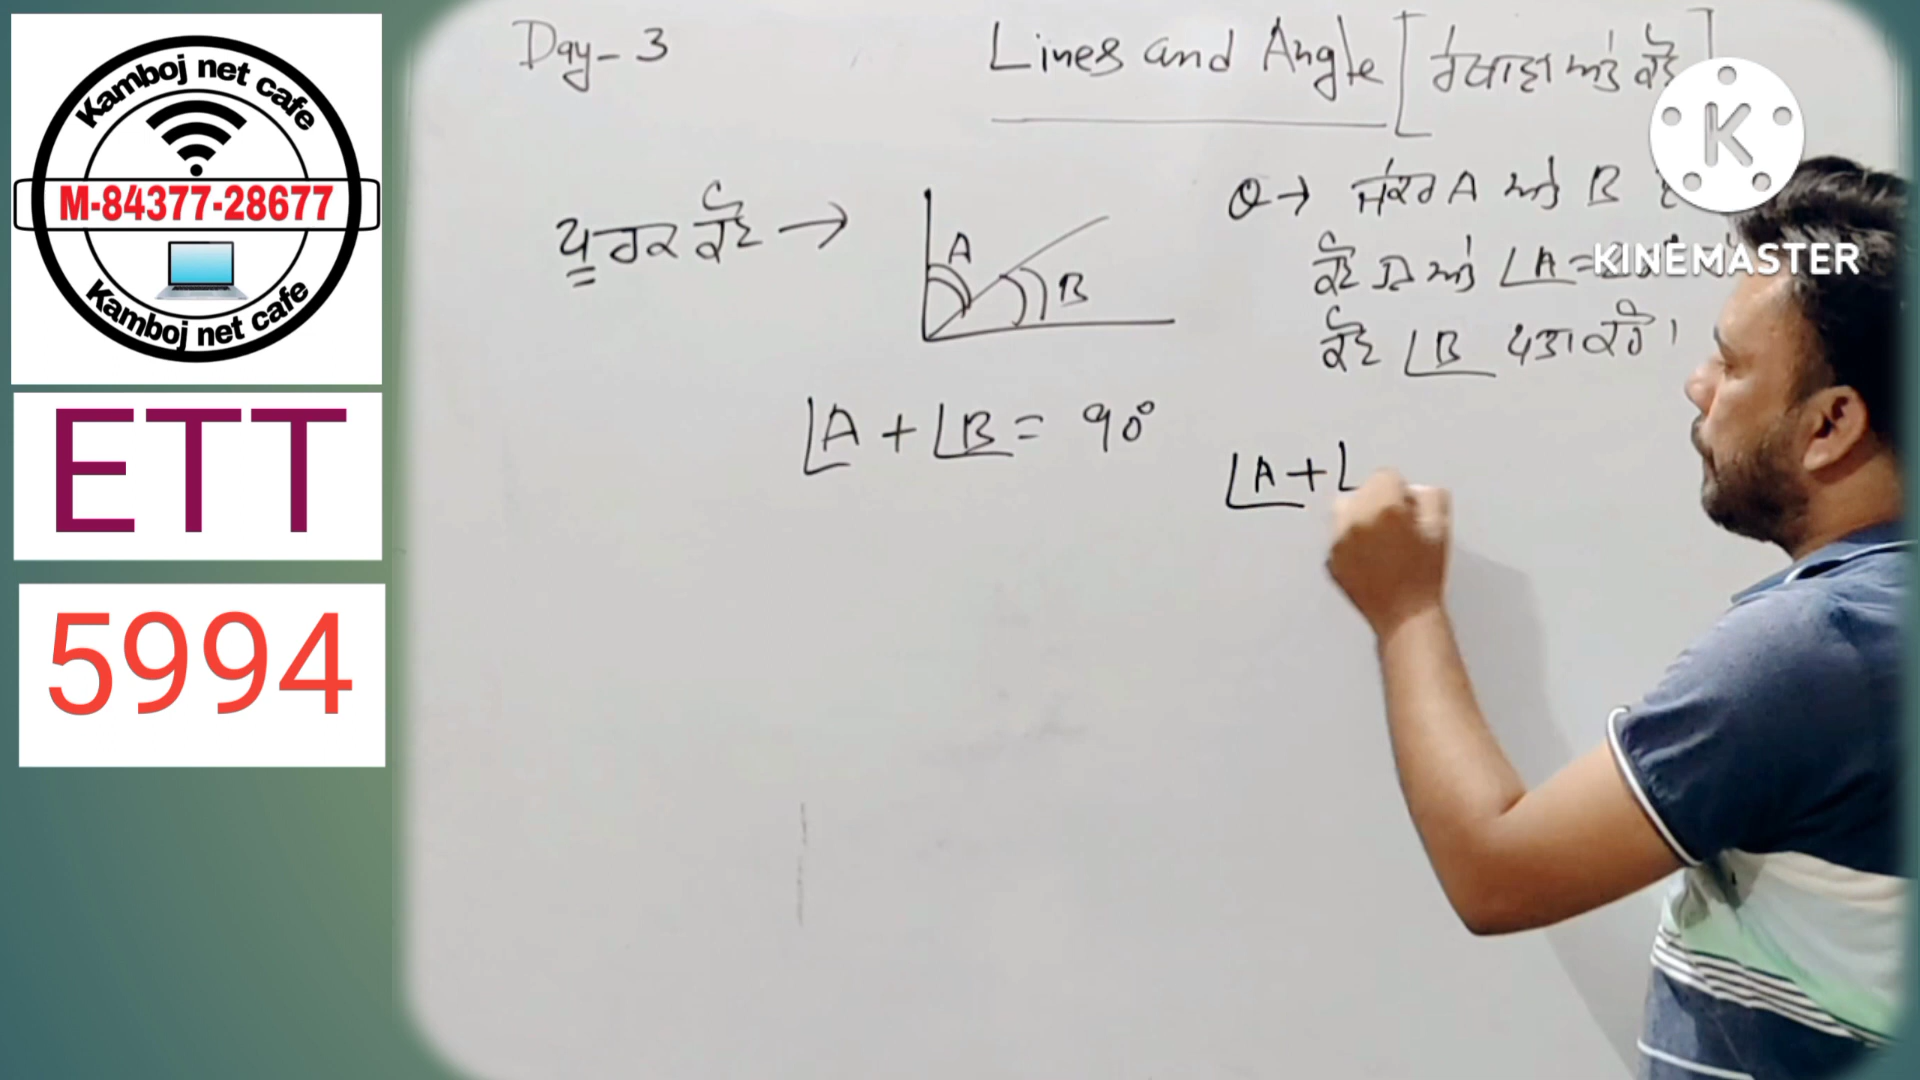 Kamboj net cafe
M-84377-28677
Kamboj net cafe
ETT
5994
Day-3
Lines and Angle [ਰੇਖਾਵਾਂ ਅਤੇ ਕੋਣ]
K
KINEMASTER
ਪੂਰਕ ਕੋਣ →
A
B
∠A + ∠B = 90°
Q → ਜੇਕਰ A ਅਤੇ B
ਕੋਣ ਹਨ ਅਤੇ ∠A =
ਕੋਣ ∠B ਪਤਾ ਕਰੋ।
∠A + ∠